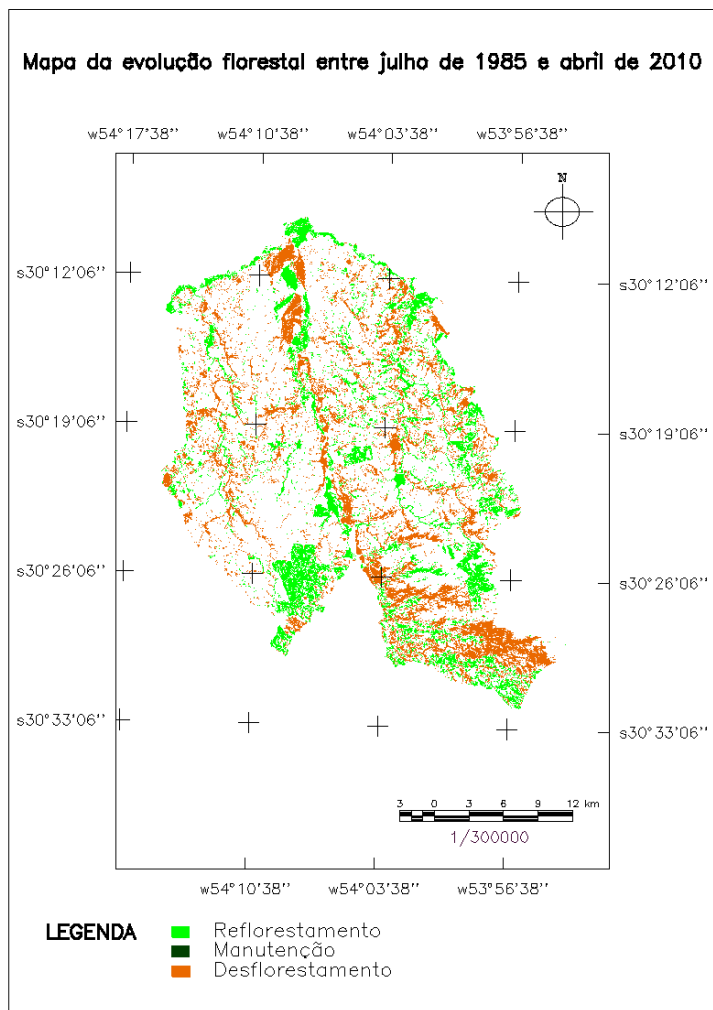 Mapa da evolução florestal entre julho de 1985 e abril de 2010
w54°17'38'' w54°10'38'' w54°03'38'' w53°56'38''
N
s30°12'06'' s30°12'06''
s30°19'06'' s30°19'06''
s30°26'06'' s30°26'06''
s30°33'06'' s30°33'06''
3 0 3 6 9 12 km
1/300000
w54°10'38'' w54°03'38'' w53°56'38''
LEGENDA
Reflorestamento
Manutenção
Desflorestamento